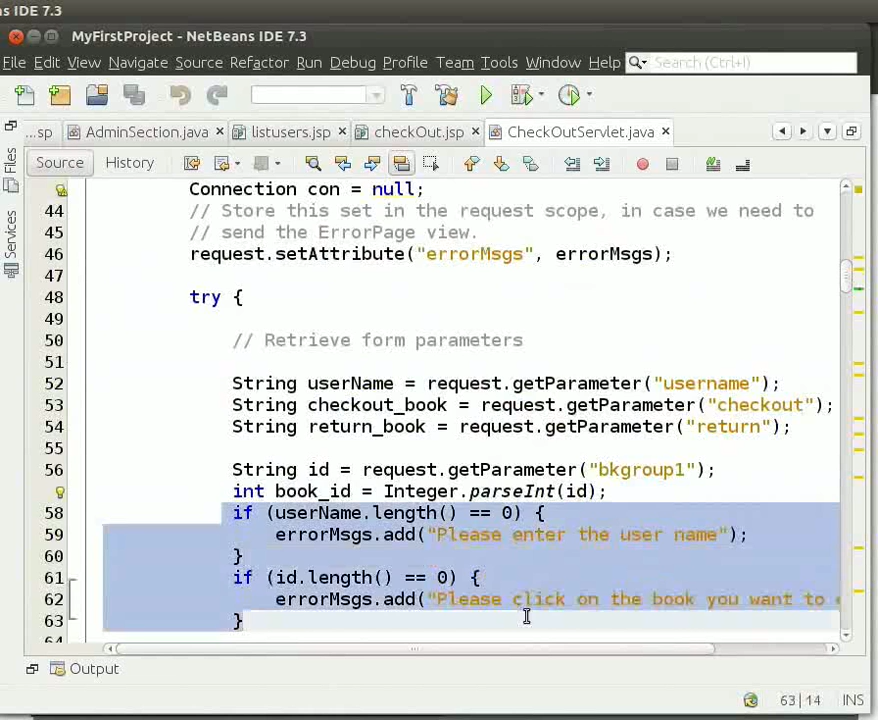 s IDE 7.3
MyFirstProject - NetBeans IDE 7.3
File Edit View Navigate Source Refactor Run Debug Profile Team Tools Window Help Search (Ctrl+I)
...sp AdminSection.java listusers.jsp checkOut.jsp CheckOutServlet.java
Files
Services
Source History
Connection con = null;
44 // Store this set in the request scope, in case we need to
45 // send the ErrorPage view.
46 request.setAttribute("errorMsgs", errorMsgs);
47
48 try {
49
50 // Retrieve form parameters
51
52 String userName = request.getParameter("username");
53 String checkout_book = request.getParameter("checkout");
54 String return_book = request.getParameter("return");
55
56 String id = request.getParameter("bkgroup1");
int book_id = Integer.parseInt(id);
58 if (userName.length() == 0) {
59 errorMsgs.add("Please enter the user name");
60 }
61 if (id.length() == 0) {
62 errorMsgs.add("Please click on the book you want to
63 }
64
Output
63|14 INS